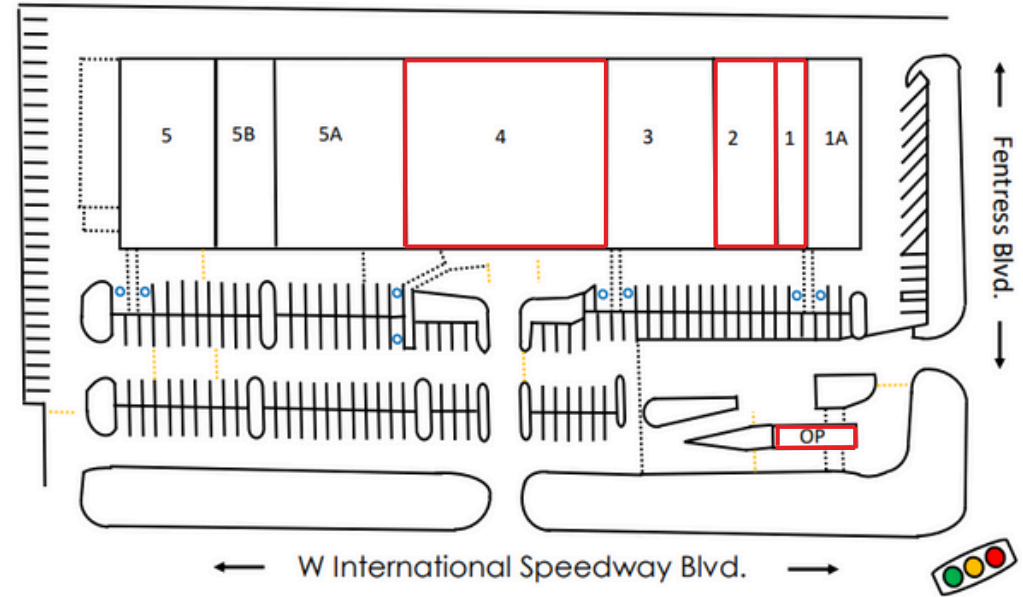 5
5B
5A
4
3
2
1
1A
Fentress Blvd.
OP
W International Speedway Blvd.